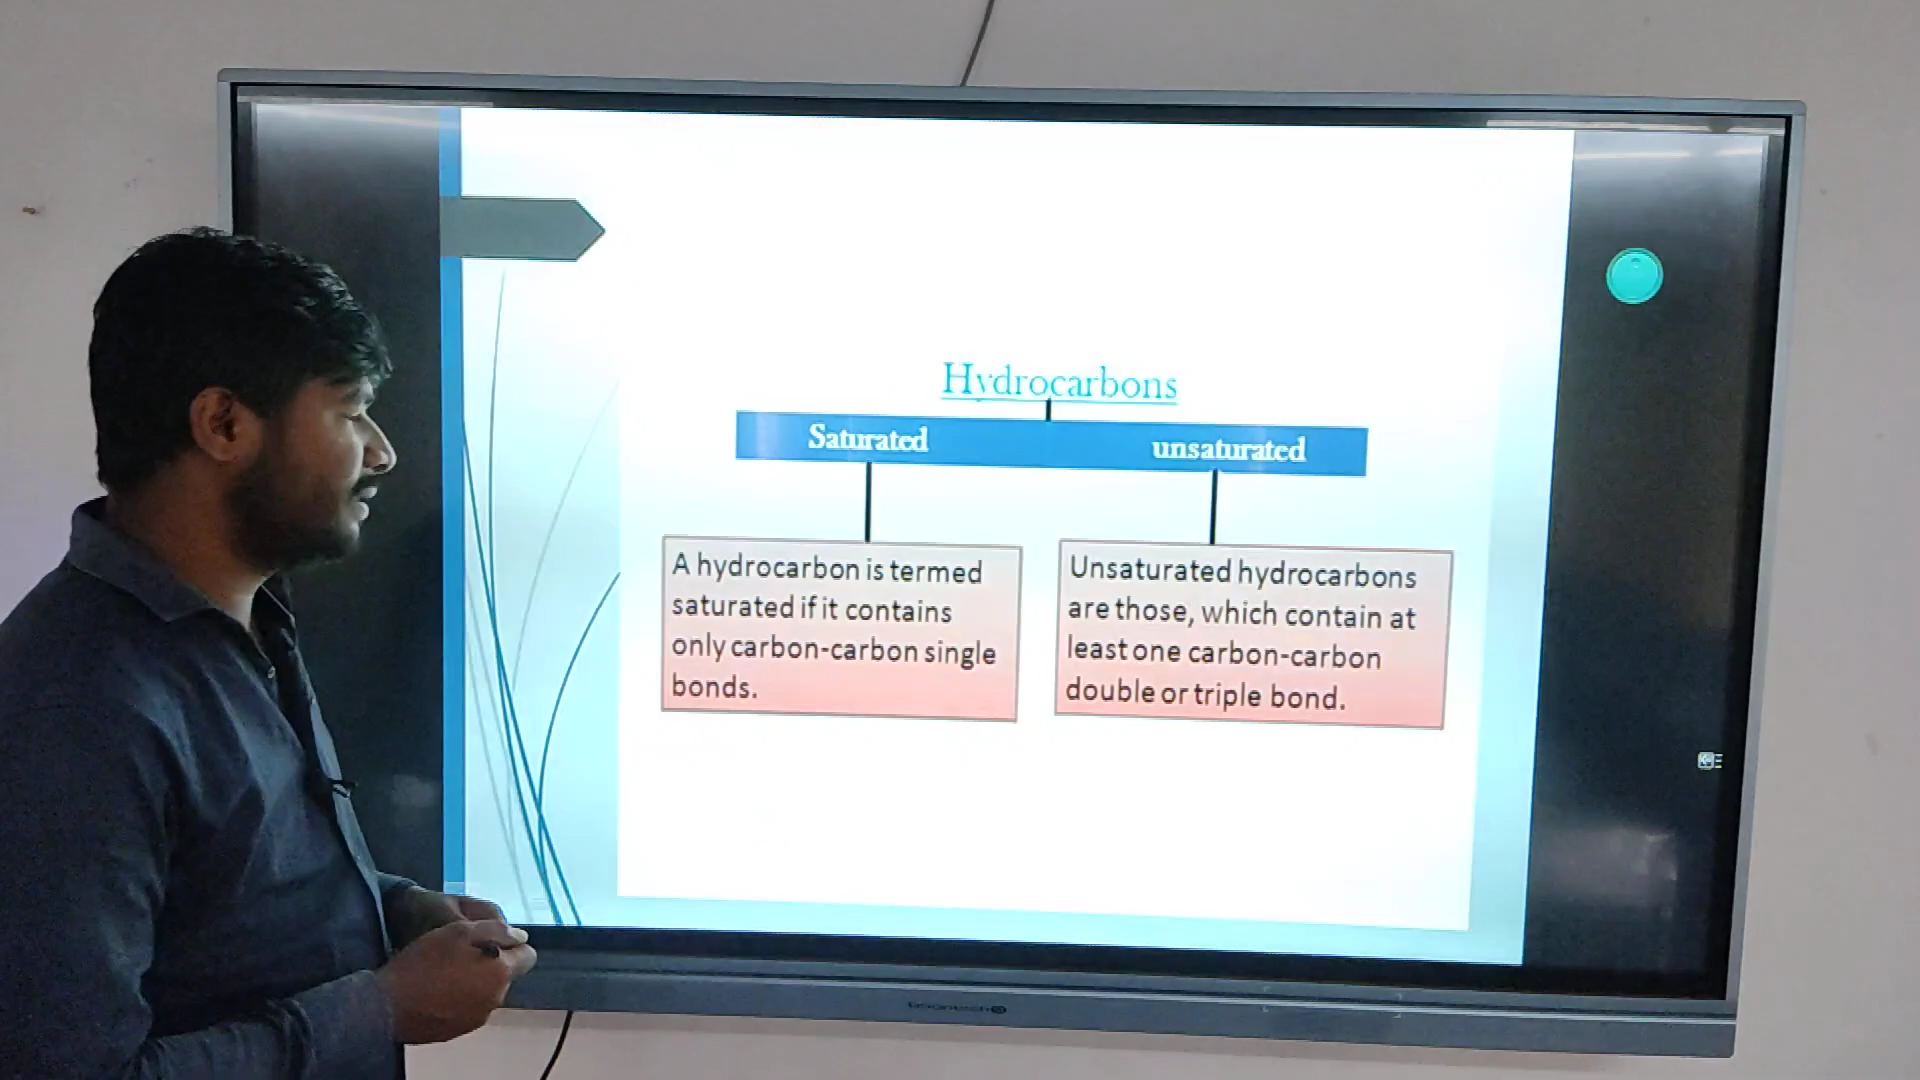 Hydrocarbons
Saturated
unsaturated
A hydrocarbon is termed
saturated if it contains
only carbon-carbon single
bonds.
Unsaturated hydrocarbons
are those, which contain at
least one carbon-carbon
double or triple bond.